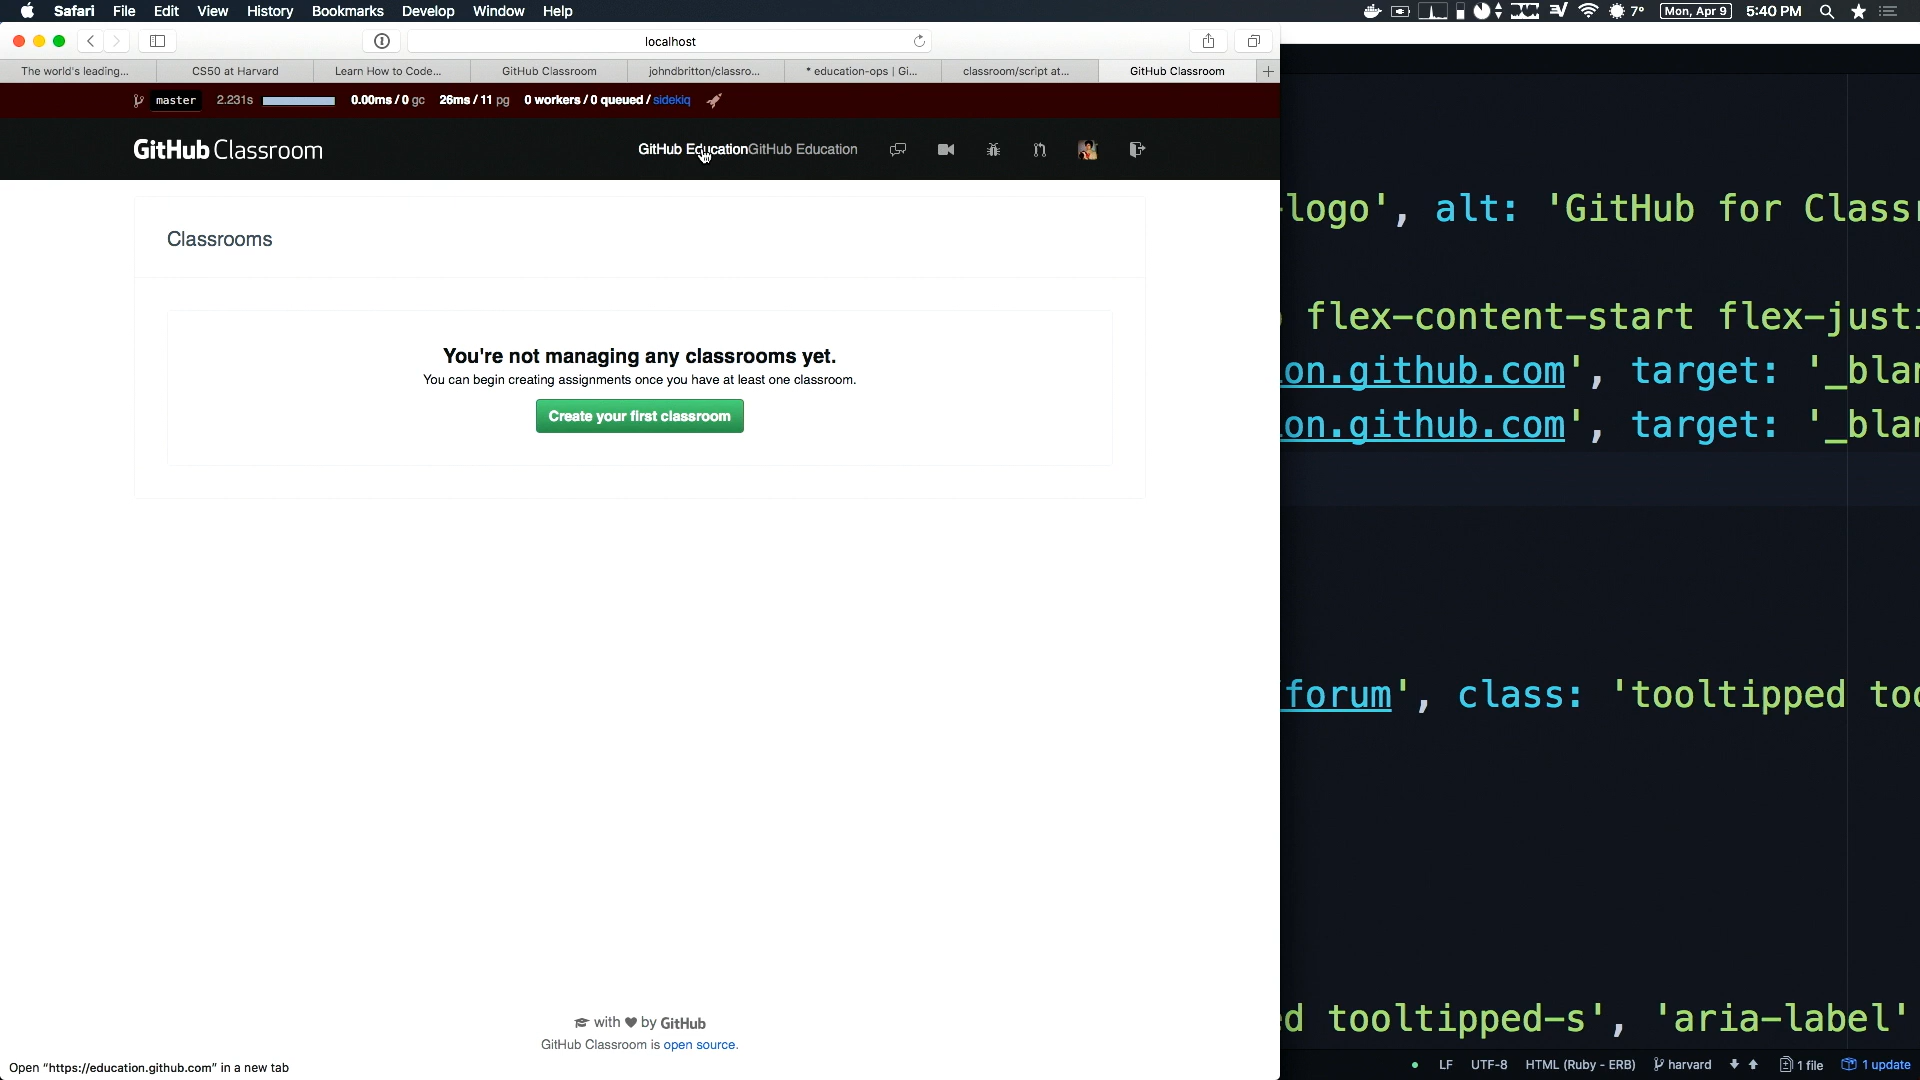 Safari File Edit View History Bookmarks Develop Window Help
7° Mon, Apr 9 5:40 PM
localhost
The world's leading... CS50 at Harvard Learn How to Code... GitHub Classroom johndbritton/classro... * education-ops | Gi... classroom/script at... GitHub Classroom
master 2.231s 0.00ms / 0 gc 26ms / 11 pg 0 workers / 0 queued / sidekiq
GitHub Classroom GitHub EducationGitHub Education
Classrooms
You're not managing any classrooms yet.
You can begin creating assignments once you have at least one classroom.
Create your first classroom
with ♥ by GitHub
GitHub Classroom is open source.
Open "https://education.github.com" in a new tab
-logo', alt: 'GitHub for Classr
flex-content-start flex-justi
on.github.com', target: '_blan
on.github.com', target: '_blan
/forum', class: 'tooltipped too
d tooltipped-s', 'aria-label'
LF UTF-8 HTML (Ruby - ERB) harvard 1 file 1 update